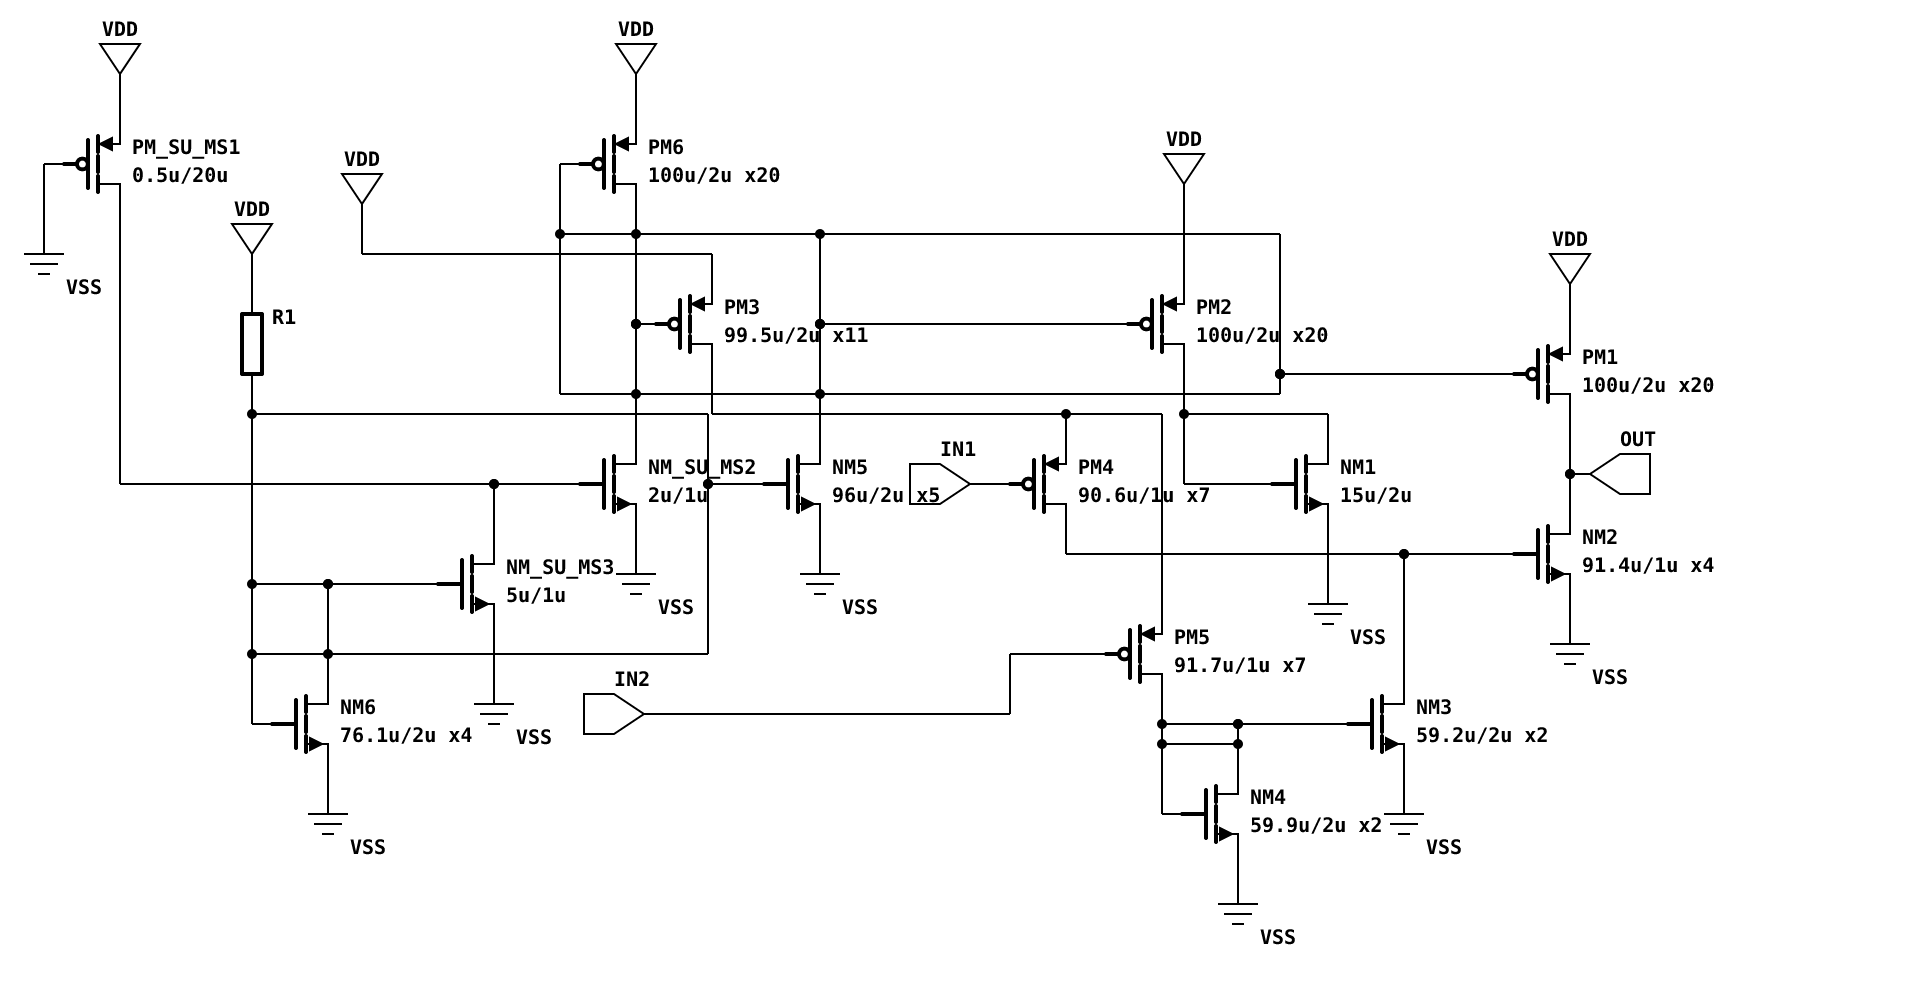 VDD
VDD
VDD
PM_SU_MS1
0.5u/20u
PM6
100u/2u x20
VDD
VDD
VDD
VSS
R1
PM3
99.5u/2u x11
PM2
100u/2u x20
PM1
100u/2u x20
OUT
IN1
NM_SU_MS2
2u/1u
NM5
96u/2u x5
PM4
90.6u/1u x7
NM1
15u/2u
NM2
91.4u/1u x4
NM_SU_MS3
5u/1u
VSS
VSS
VSS
PM5
91.7u/1u x7
VSS
IN2
NM6
76.1u/2u x4
VSS
NM3
59.2u/2u x2
NM4
59.9u/2u x2
VSS
VSS
VSS